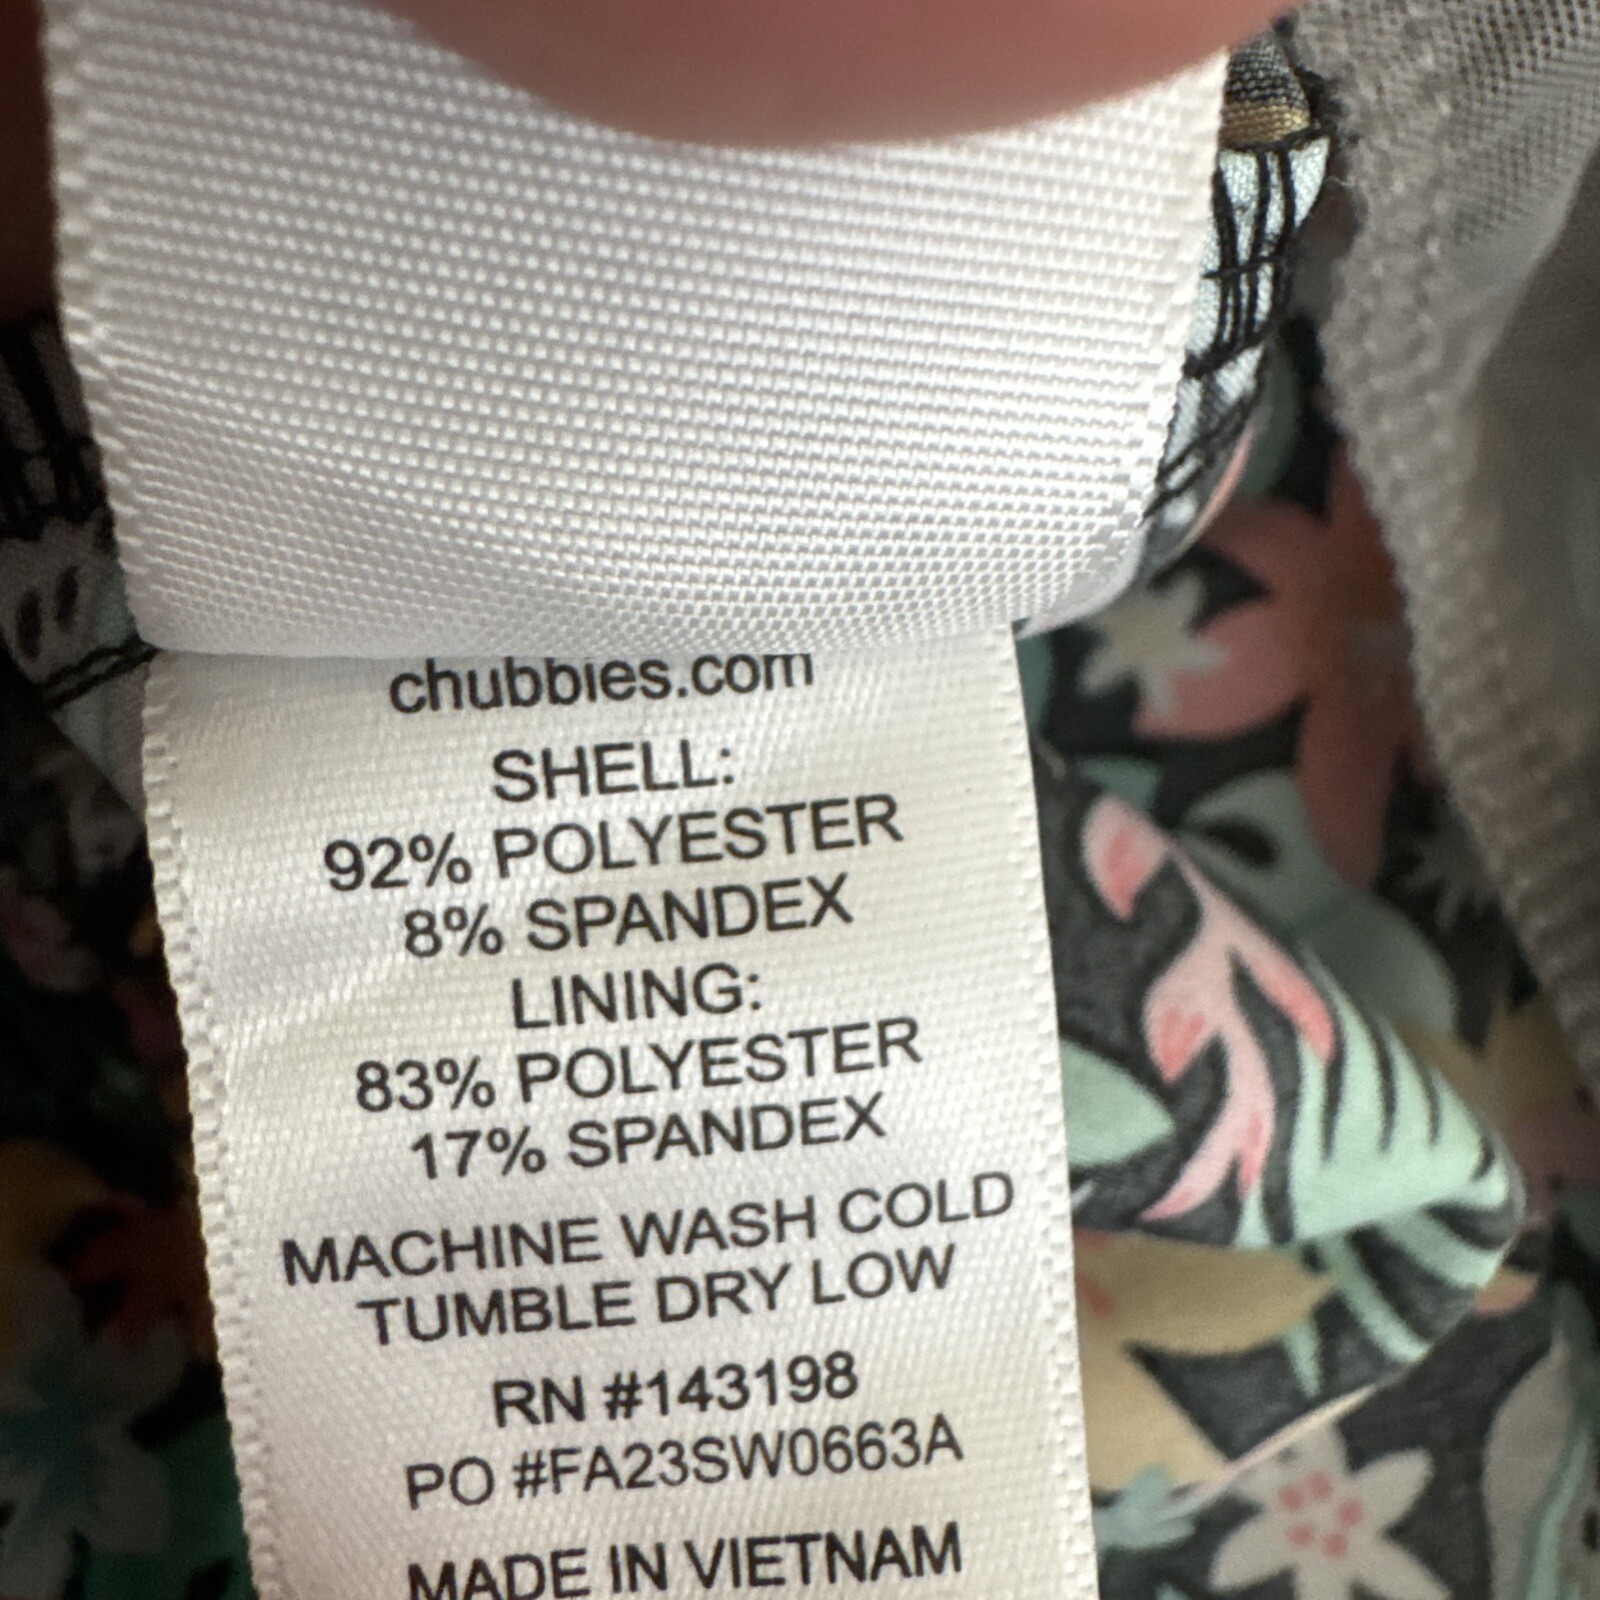 chubbies.com
SHELL:
92% POLYESTER
8% SPANDEX
LINING:
83% POLYESTER
17% SPANDEX
MACHINE WASH COLD
TUMBLE DRY LOW
RN #143198
PO #FA23SW0663A
MADE IN VIETNAM